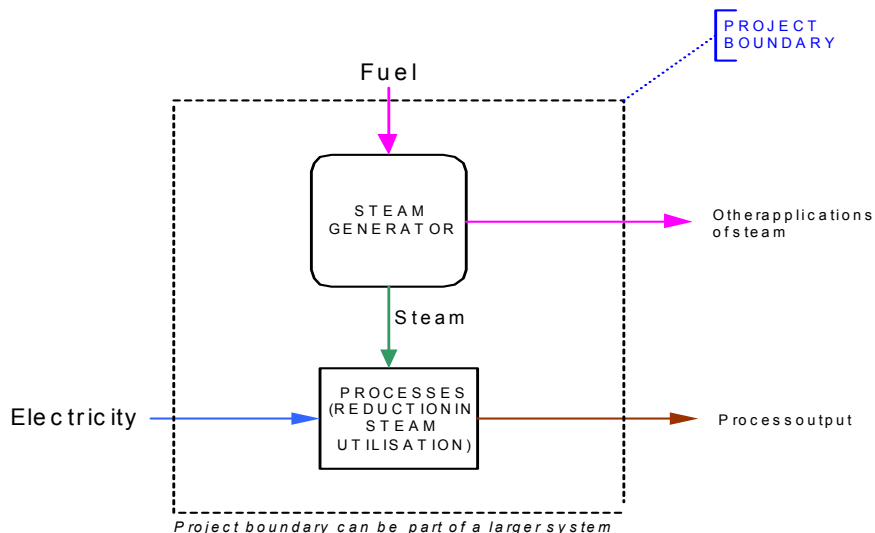 PROJECT
BOUNDARY
Fuel
STEAM
GENERATOR
Otherapplications
ofsteam
Steam
PROCESSES
(REDUCTIONIN
STEAM
UTILISATION)
Electricity
Processoutput
Project boundary can be part of a larger system